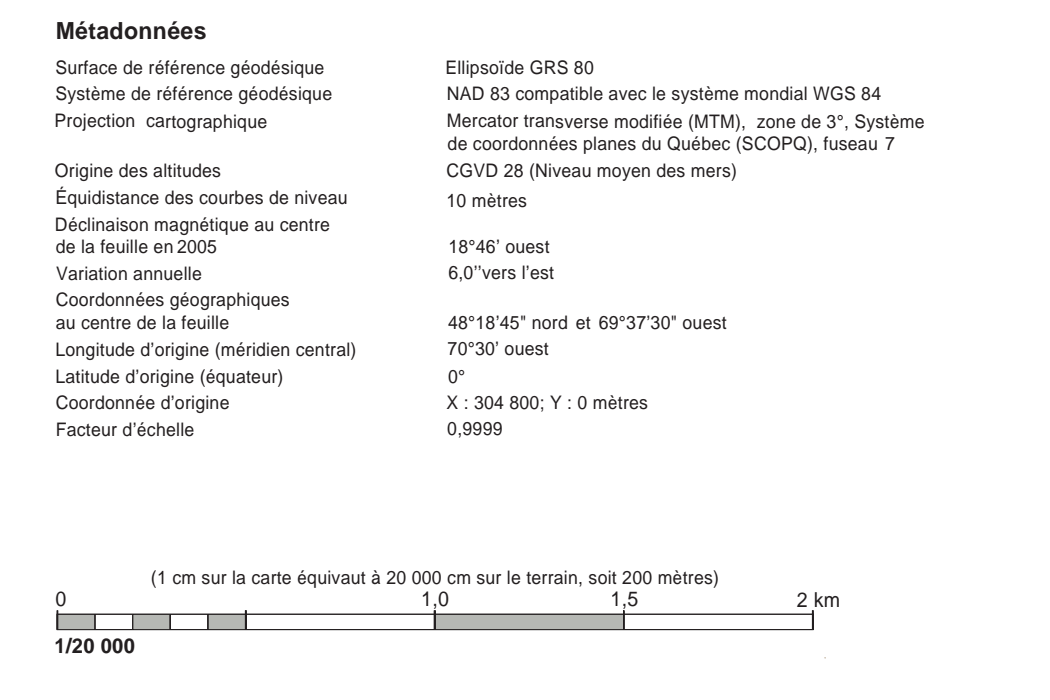 Métadonnées
Surface de référence géodésique Ellipsoïde GRS 80
Système de référence géodésique NAD 83 compatible avec le système mondial WGS 84
Projection cartographique Mercator transverse modifiée (MTM), zone de 3°, Système
de coordonnées planes du Québec (SCOPQ), fuseau 7
Origine des altitudes CGVD 28 (Niveau moyen des mers)
Équidistance des courbes de niveau 10 mètres
Déclinaison magnétique au centre
de la feuille en 2005 18°46' ouest
Variation annuelle 6,0''vers l'est
Coordonnées géographiques
au centre de la feuille 48°18'45" nord et 69°37'30" ouest
Longitude d'origine (méridien central) 70°30' ouest
Latitude d'origine (équateur) 0°
Coordonnée d'origine X : 304 800; Y : 0 mètres
Facteur d'échelle 0,9999
(1 cm sur la carte équivaut à 20 000 cm sur le terrain, soit 200 mètres)
0 1,0 1,5 2 km
1/20 000